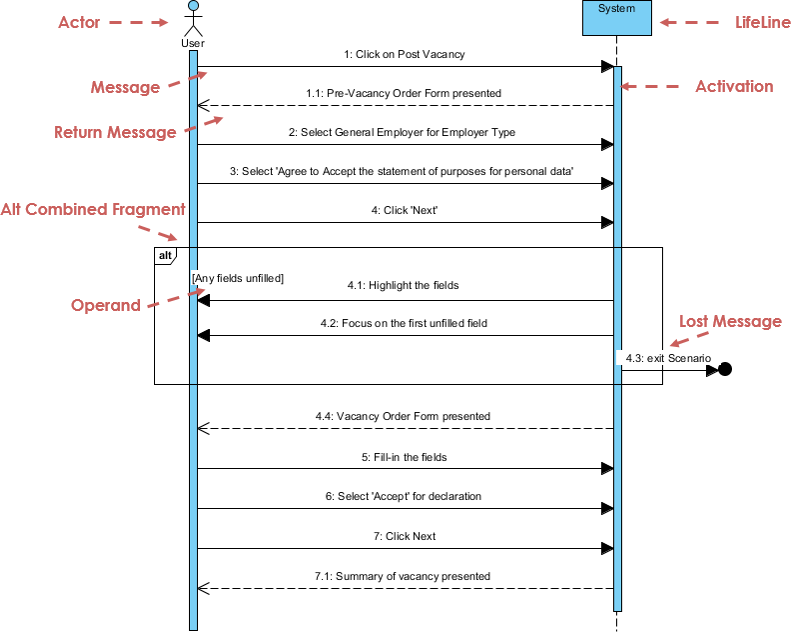 System
Actor
LifeLine
User
1: Click on Post Vacancy
Message
Activation
1.1: Pre-Vacancy Order Form presented
Return Message
2: Select General Employer for Employer Type
3: Select 'Agree to Accept the statement of purposes for personal data'
Alt Combined Fragment
4: Click 'Next'
alt
[Any fields unfilled]
4.1: Highlight the fields
Operand
4.2: Focus on the first unfilled field
Lost Message
4.3: exit Scenario
4.4: Vacancy Order Form presented
5: Fill-in the fields
6: Select 'Accept' for declaration
7: Click Next
7.1: Summary of vacancy presented